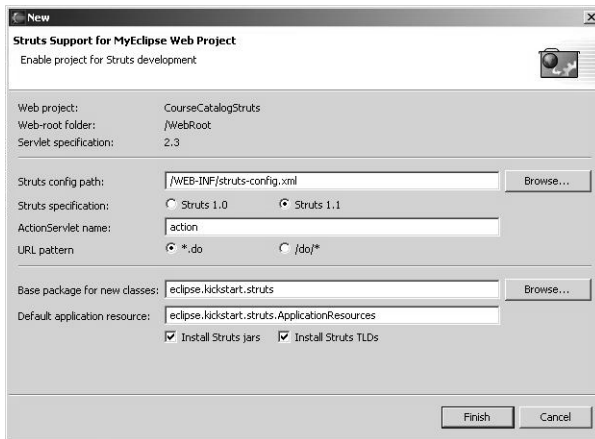 New
Struts Support for MyEclipse Web Project
Enable project for Struts development
Web project: CourseCatalogStruts
Web-root folder: /WebRoot
Servlet specification: 2.3
Struts config path: /WEB-INF/struts-config.xml Browse...
Struts specification: Struts 1.0 Struts 1.1
ActionServlet name: action
URL pattern *.do /do/*
Base package for new classes: eclipse.kickstart.struts Browse...
Default application resource: eclipse.kickstart.struts.ApplicationResources
Install Struts jars Install Struts TLDs
Finish Cancel